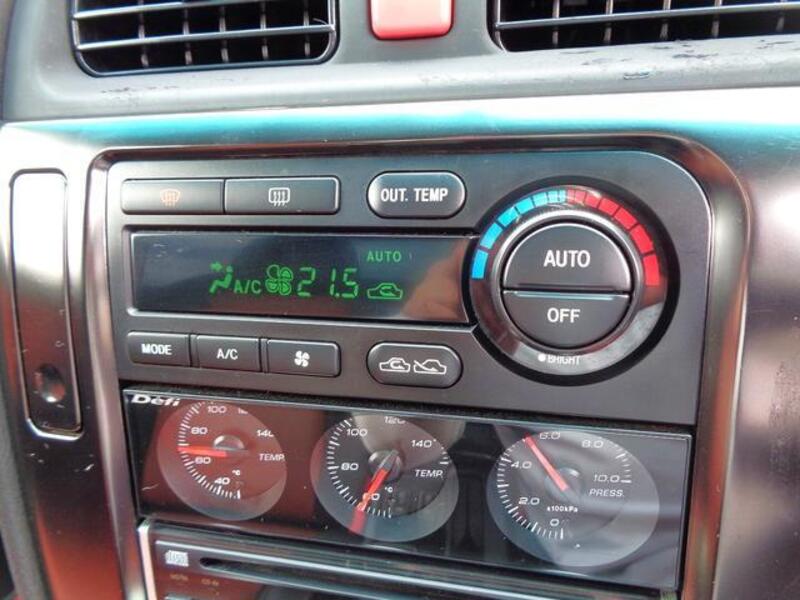 OUT. TEMP
AUTO
A/C 21.5
AUTO
OFF
BRIGHT
MODE
A/C
Defi
100
80
60
40
140
°C
TEMP.
120
100
80
60
140
°C
TEMP.
6.0
4.0
2.0
0
8.0
10.0
PRESS.
x100kPa